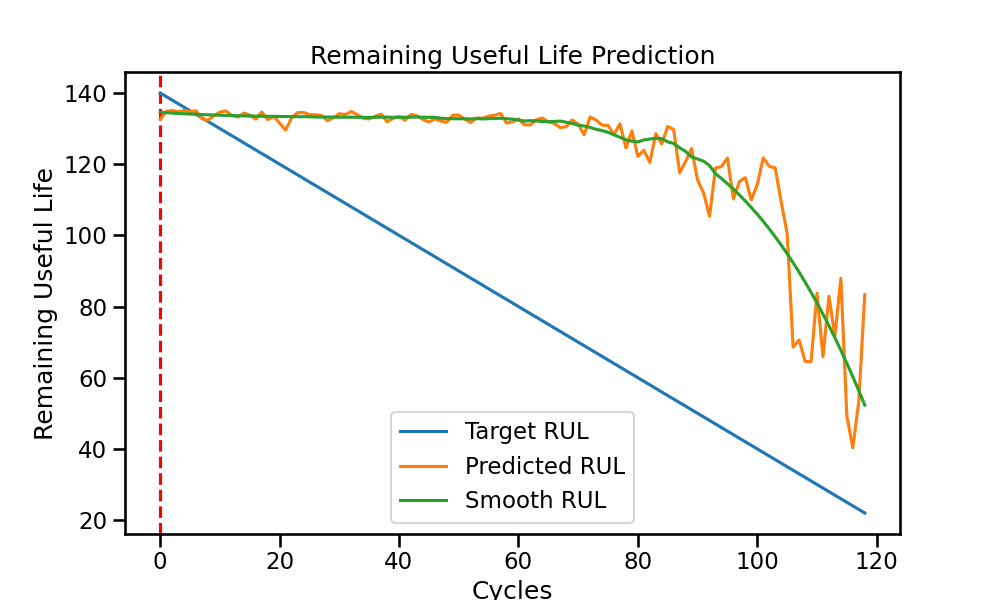 Remaining Useful Life Prediction
Remaining Useful Life
140
120
100
80
60
40
20
Target RUL
Predicted RUL
Smooth RUL
0 20 40 60 80 100 120
Cycles